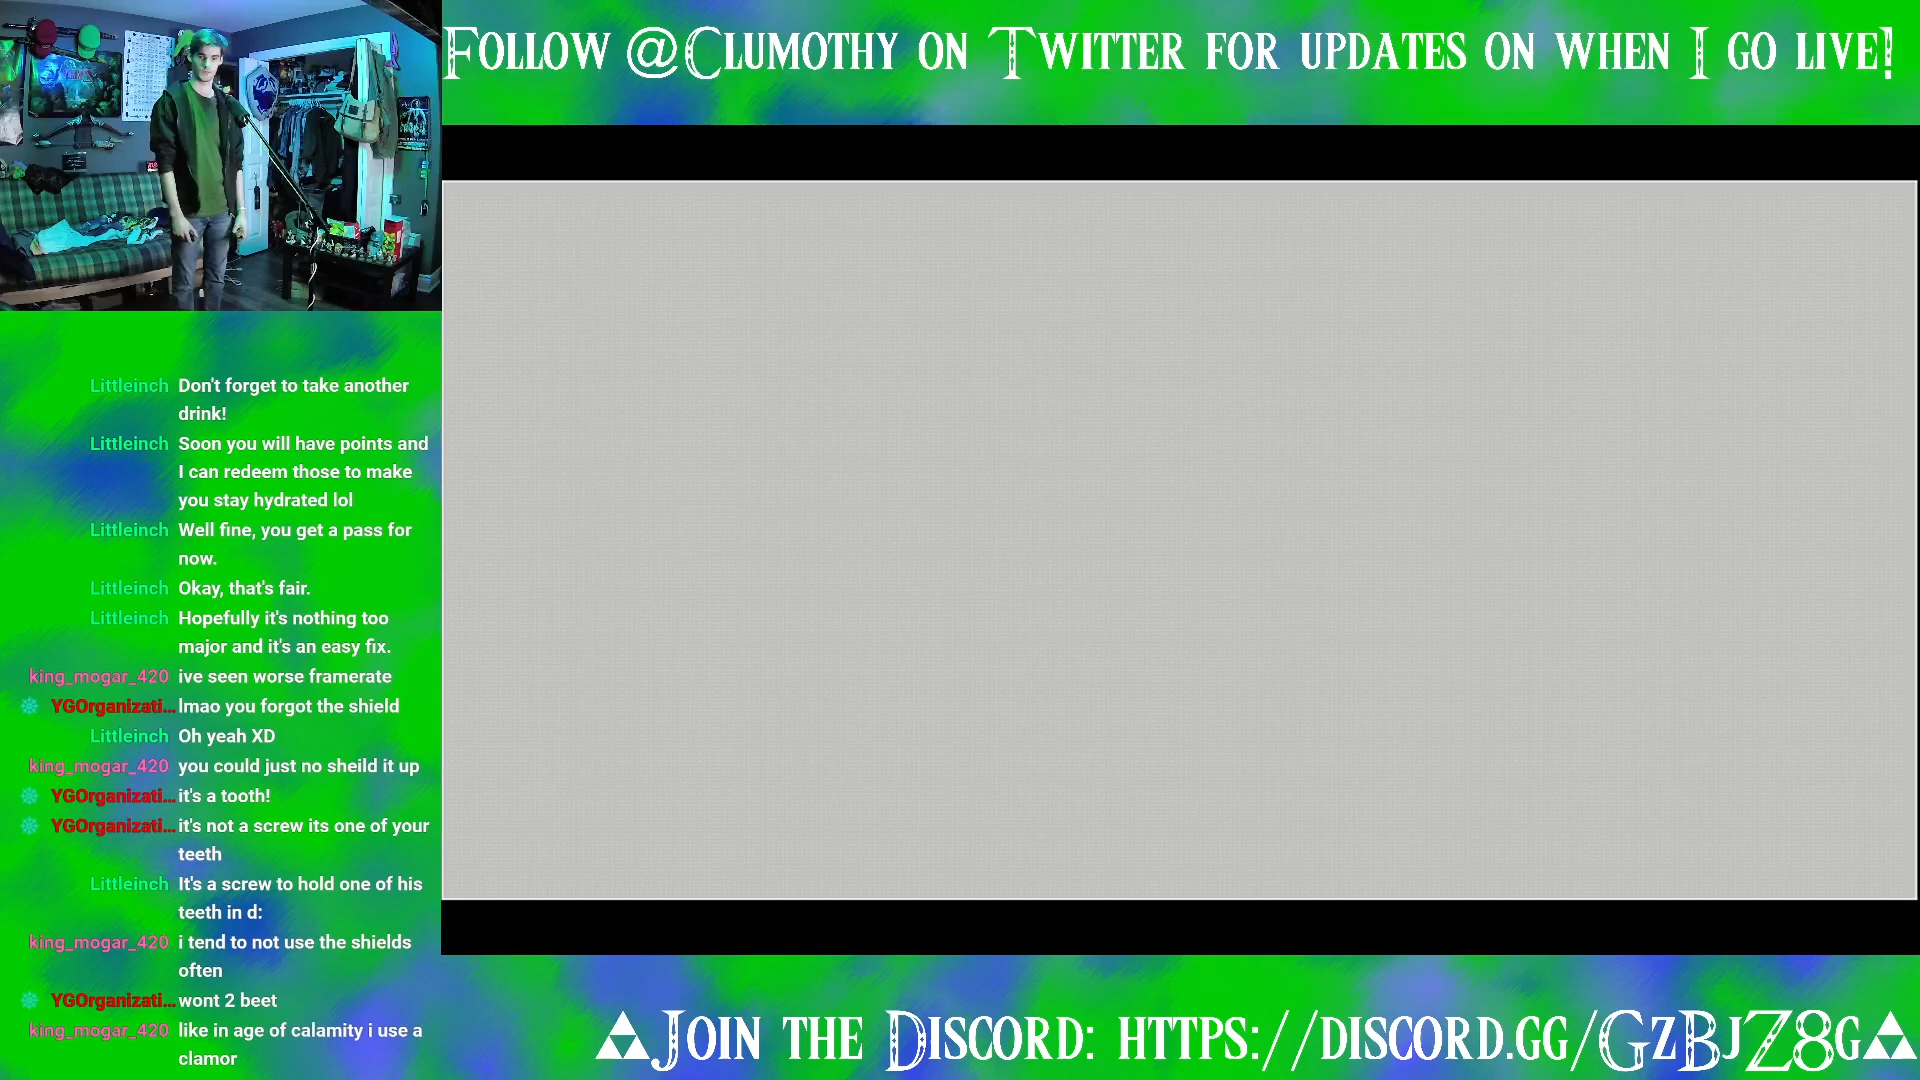 Follow @Clumothy on Twitter for updates on when I go live!
Littleinch Don't forget to take another
drink!
Littleinch Soon you will have points and
I can redeem those to make
you stay hydrated lol
Littleinch Well fine, you get a pass for
now.
Littleinch Okay, that's fair.
Littleinch Hopefully it's nothing too
major and it's an easy fix.
king_mogar_420 ive seen worse framerate
YGOrganizati... lmao you forgot the shield
Littleinch Oh yeah XD
king_mogar_420 you could just no sheild it up
YGOrganizati... it's a tooth!
YGOrganizati... it's not a screw its one of your
teeth
Littleinch It's a screw to hold one of his
teeth in d:
king_mogar_420 i tend to not use the shields
often
YGOrganizati... wont 2 beet
king_mogar_420 like in age of calamity i use a
clamor
Join the Discord: https://discord.gg/GzBjZ8g